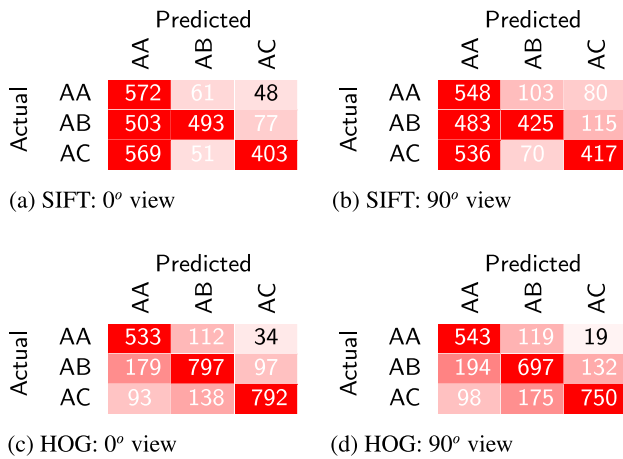 Predicted
AA AB AC
Actual
AA 572 61 48
AB 503 493 77
AC 569 51 403
(a) SIFT: 0º view
Predicted
AA AB AC
Actual
AA 548 103 80
AB 483 425 115
AC 536 70 417
(b) SIFT: 90º view
Predicted
AA AB AC
Actual
AA 533 112 34
AB 179 797 97
AC 93 138 792
(c) HOG: 0º view
Predicted
AA AB AC
Actual
AA 543 119 19
AB 194 697 132
AC 98 175 750
(d) HOG: 90º view